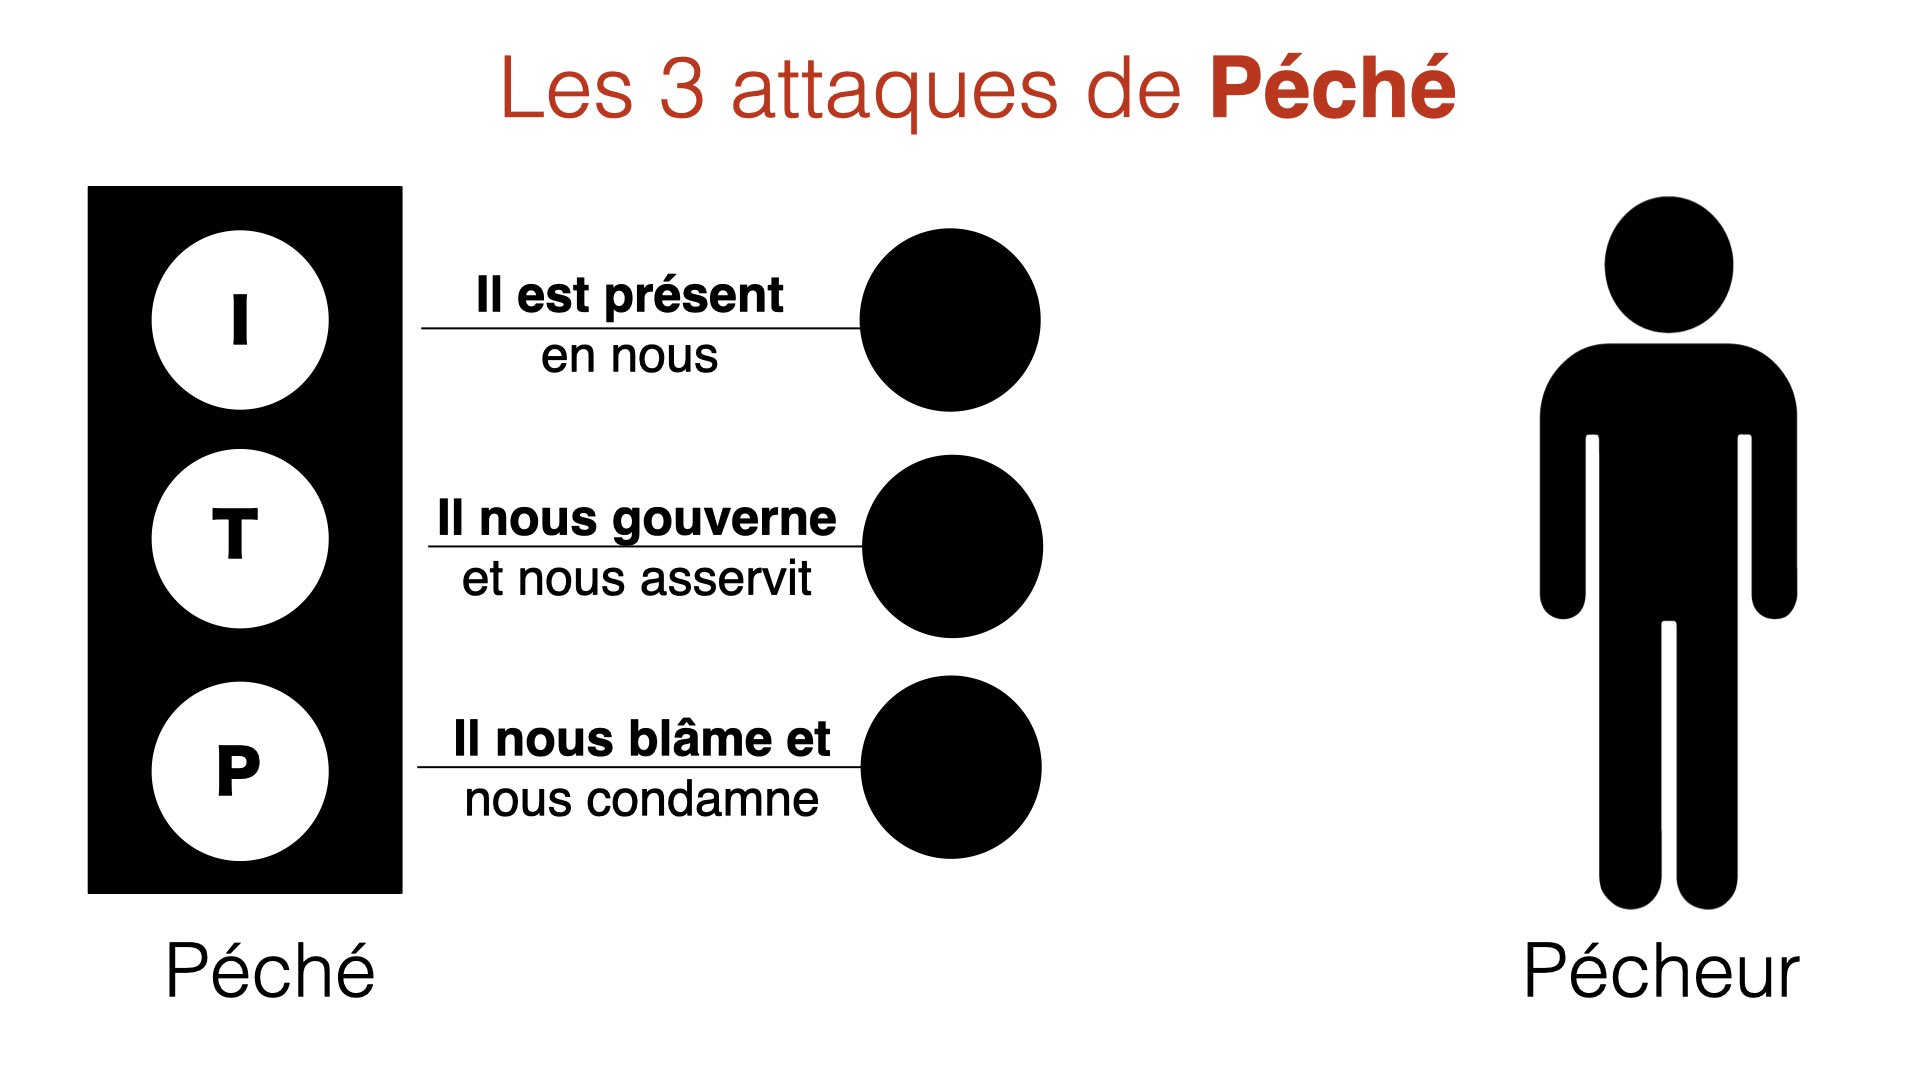 Les 3 attaques de Péché
I
Il est présent
en nous
T
Il nous gouverne
et nous asservit
P
Il nous blâme et
nous condamne
Péché
Pécheur